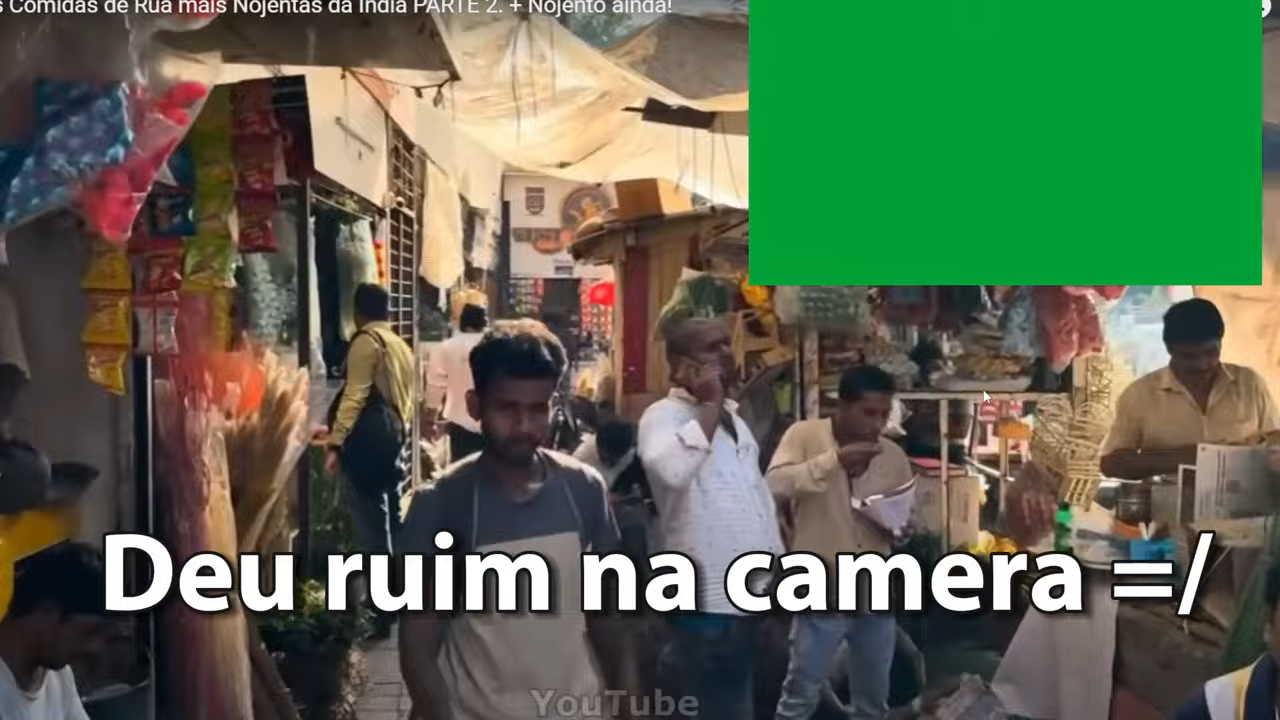 s Comidas de Rua mais Nojentas da Índia PARTE 2. + Nojento ainda!
Deu ruim na camera =/
YouTube